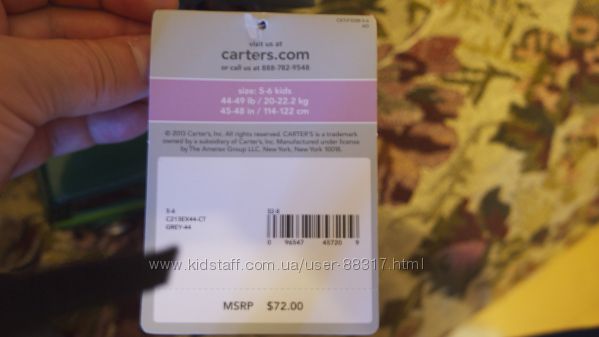 visit us at
carters.com
or call us at 888-782-9548
size: 5-6 kids
44-49 lb / 20-22.2 kg
45-48 in / 114-122 cm
© 2013 Carter's, Inc. All rights reserved. CARTER'S is a trademark
owned by a subsidiary of Carter's, Inc. Manufactured under license
by The Amerex Group LLC. New York, New York 10018.
5-6
C213EX44-CT
GREY-44
0 96547 45720 9
www.kidstaff.com.ua/user-88317.html
MSRP $72.00